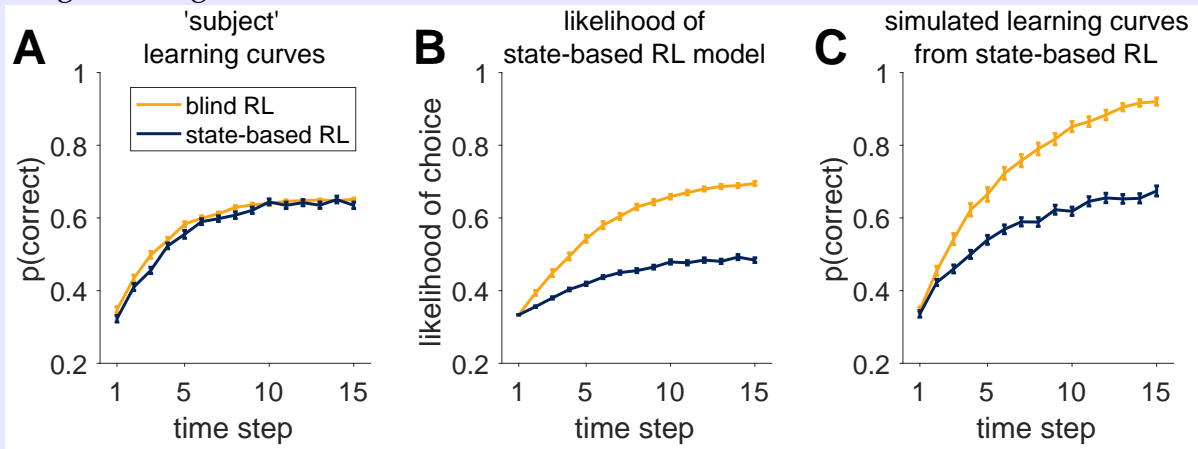 A
'subject'
learning curves
1
0.8
0.6
0.4
0.2
p(correct)
blind RL
state-based RL
1 5 10 15
time step
B
likelihood of
state-based RL model
1
0.8
0.6
0.4
0.2
likelihood of choice
1 5 10 15
time step
C
simulated learning curves
from state-based RL
1
0.8
0.6
0.4
0.2
p(correct)
1 5 10 15
time step